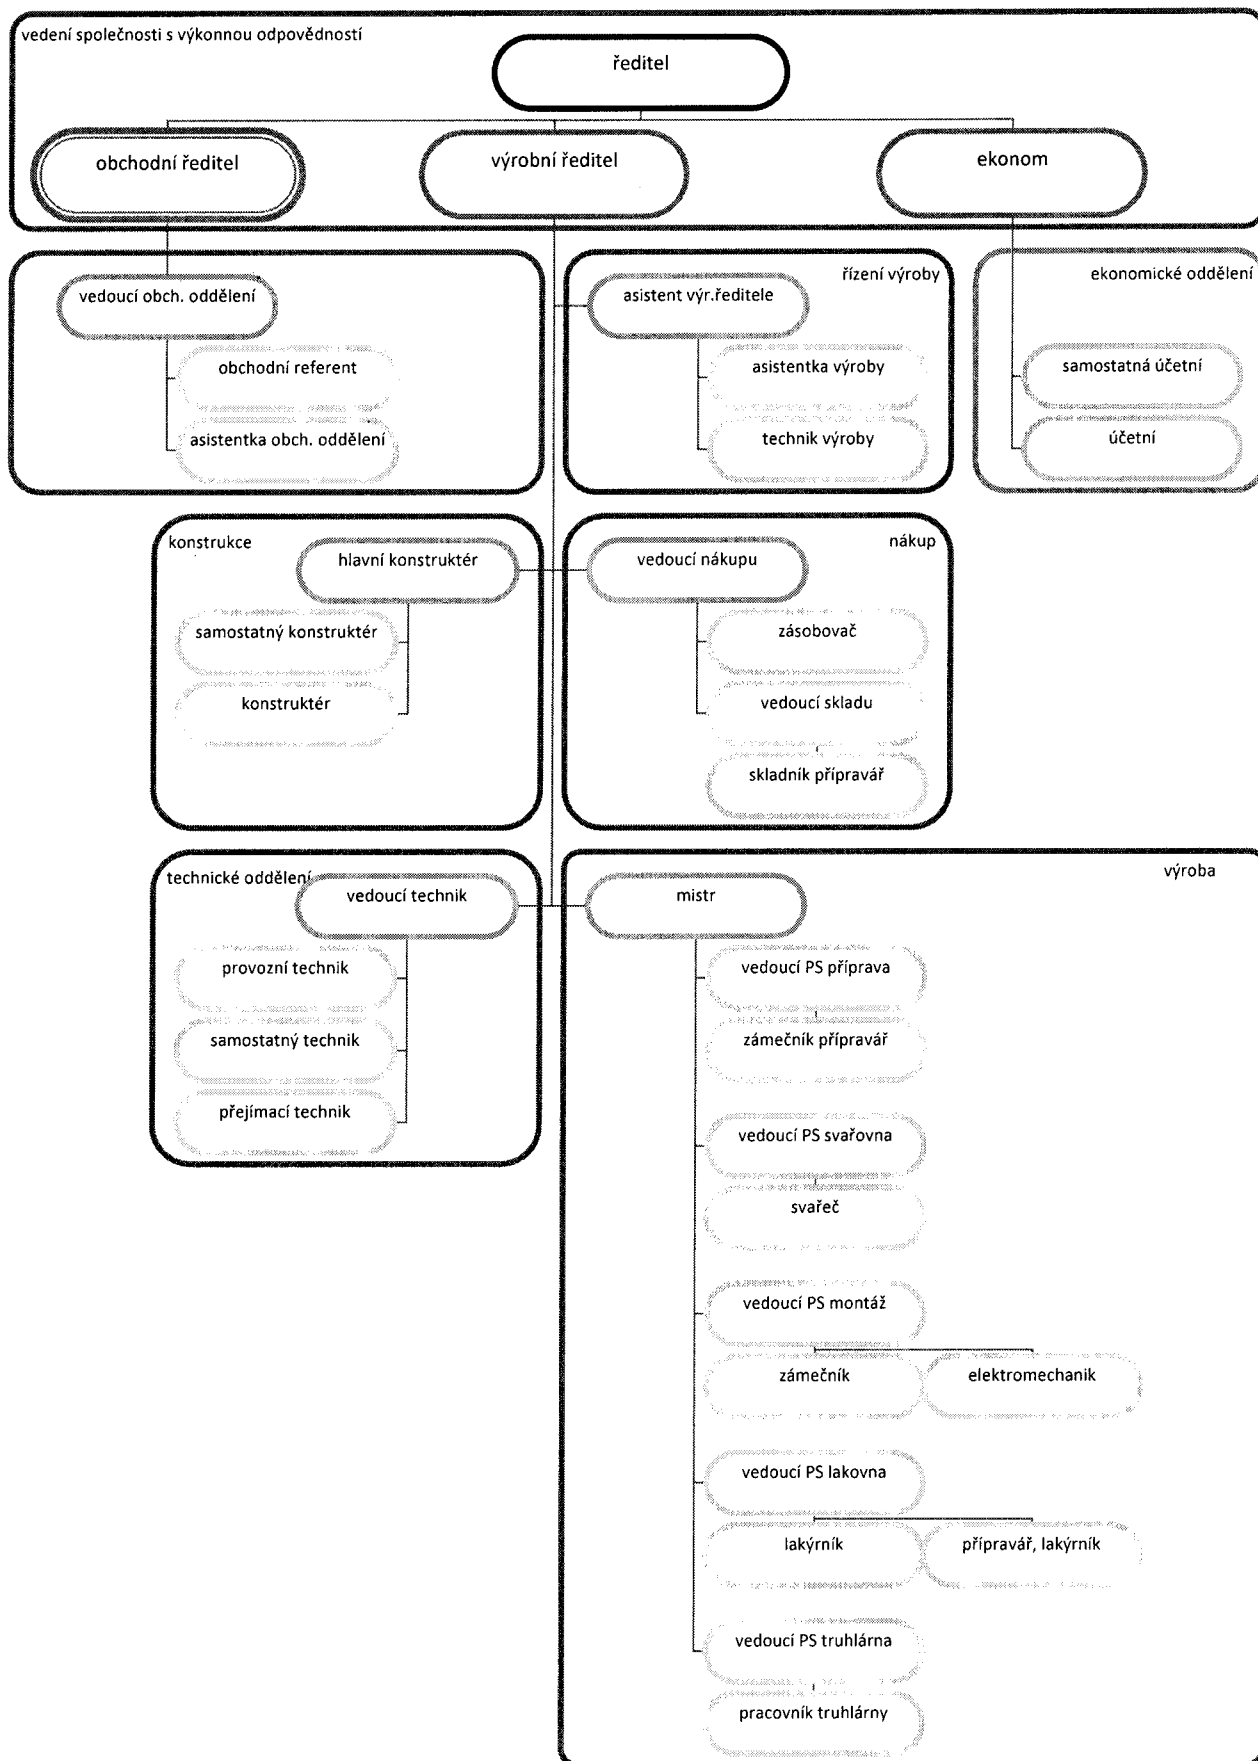 vedení společnosti s výkonnou odpovědností
ředitel
obchodní ředitel
výrobní ředitel
ekonom
vedoucí obch. oddělení
obchodní referent
asistentka obch. oddělení
řízení výroby
asistent výr.ředitele
asistentka výroby
technik výroby
ekonomické oddělení
samostatná účetní
účetní
konstrukce
hlavní konstruktér
samostatný konstruktér
konstruktér
nákup
vedoucí nákupu
zásobovač
vedoucí skladu
skladník přípravář
technické oddělení
vedoucí technik
provozní technik
samostatný technik
přejímací technik
výroba
mistr
vedoucí PS příprava
zámečník přípravář
vedoucí PS svařovna
svařeč
vedoucí PS montáž
zámečník
elektromechanik
vedoucí PS lakovna
lakýrník
přípravář, lakýrník
vedoucí PS truhlárna
pracovník truhlárny